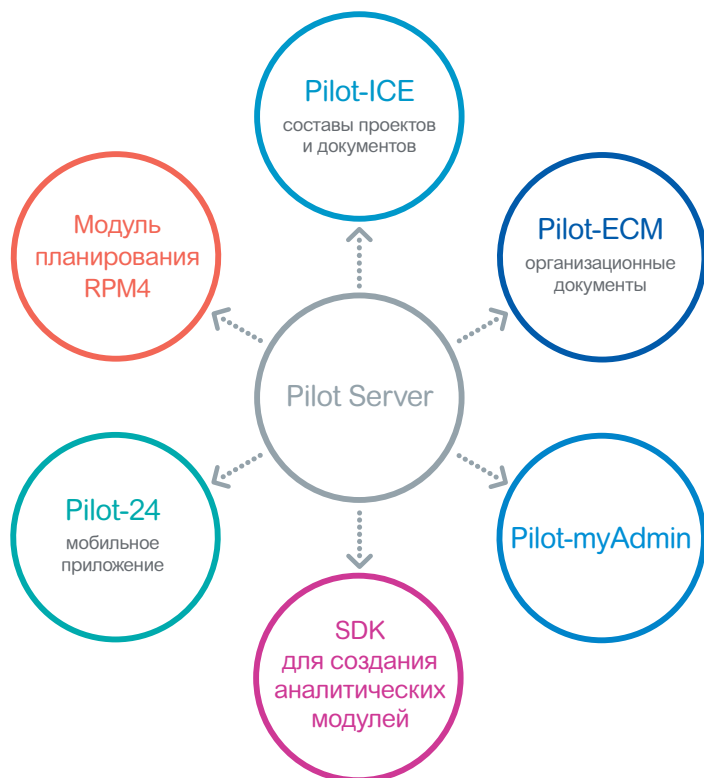 Pilot-ICE
составы проектов
и документов
Модуль
планирования
RPM4
Pilot-ECM
организационные
документы
Pilot Server
Pilot-24
мобильное
приложение
Pilot-myAdmin
SDK
для создания
аналитических
модулей